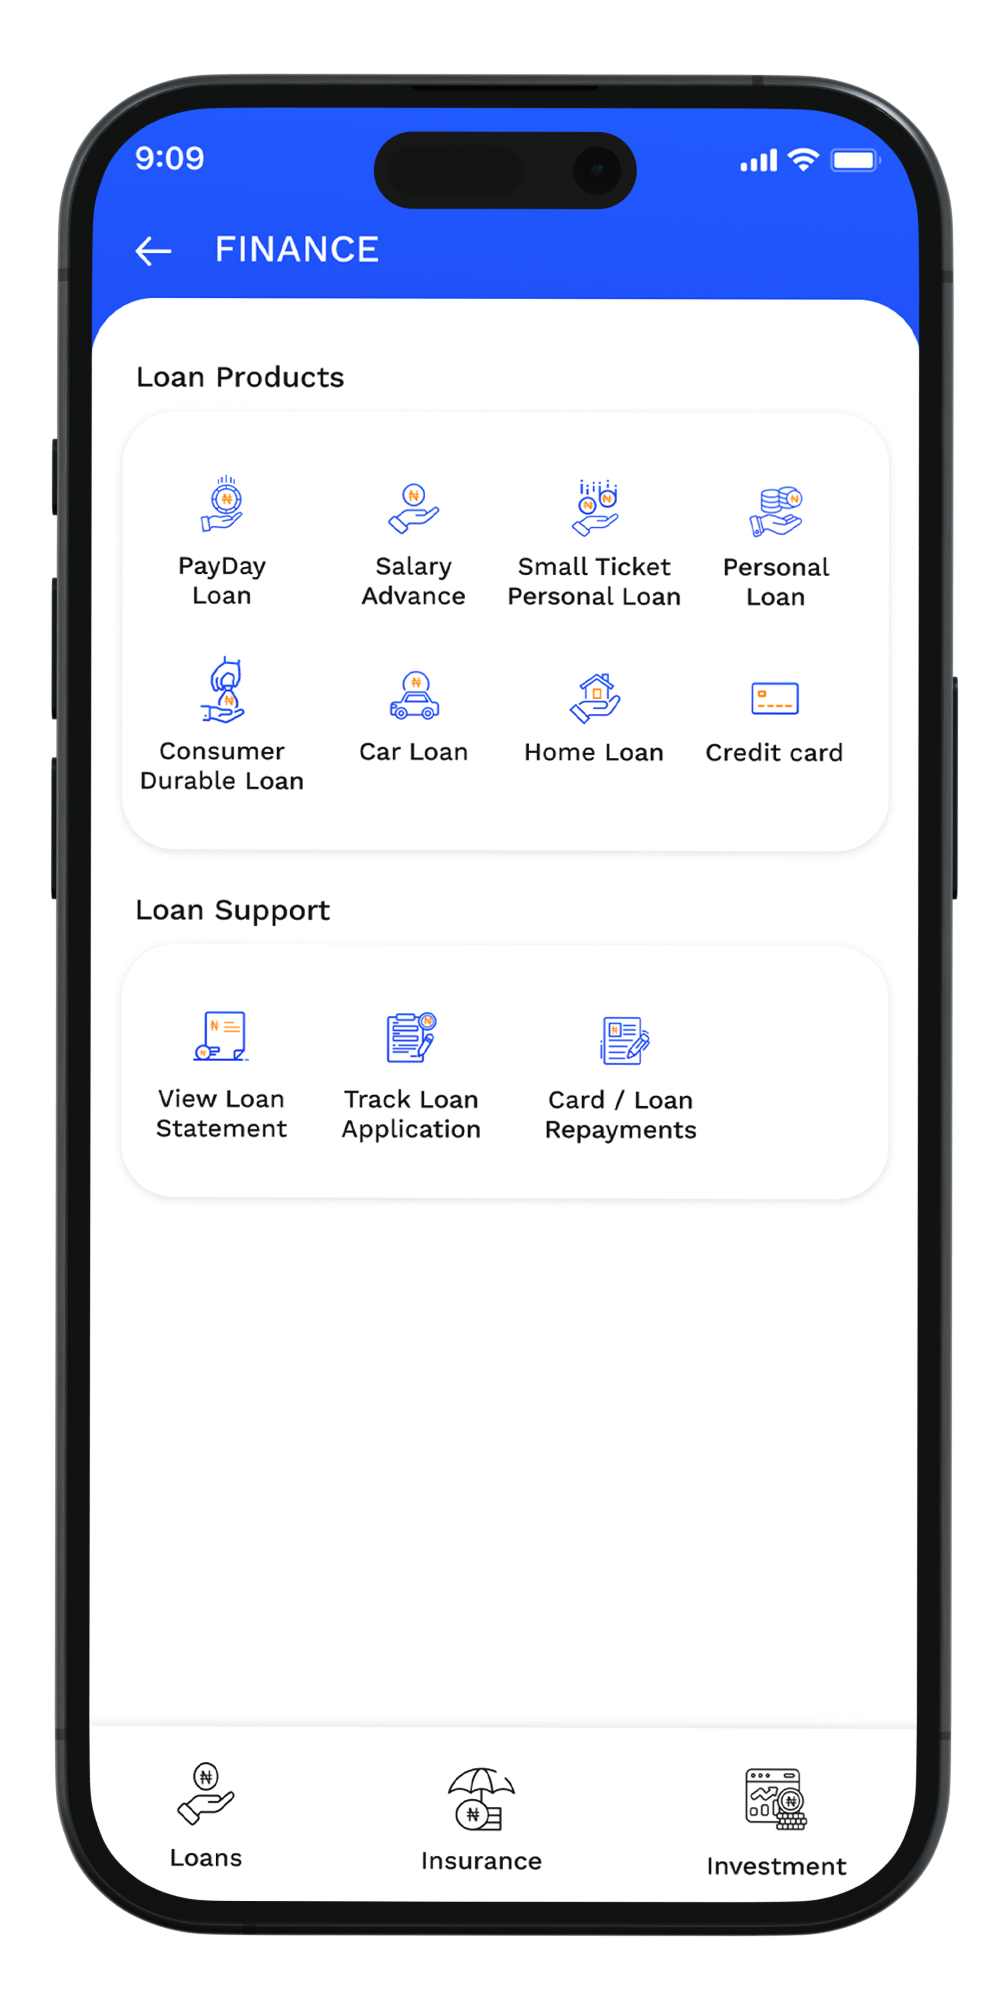 9:09
FINANCE
Loan Products
PayDay
Loan
Salary
Advance
Small Ticket
Personal Loan
Personal
Loan
Consumer
Durable Loan
Car Loan
Home Loan
Credit card
Loan Support
View Loan
Statement
Track Loan
Application
Card / Loan
Repayments
Loans
Insurance
Investment